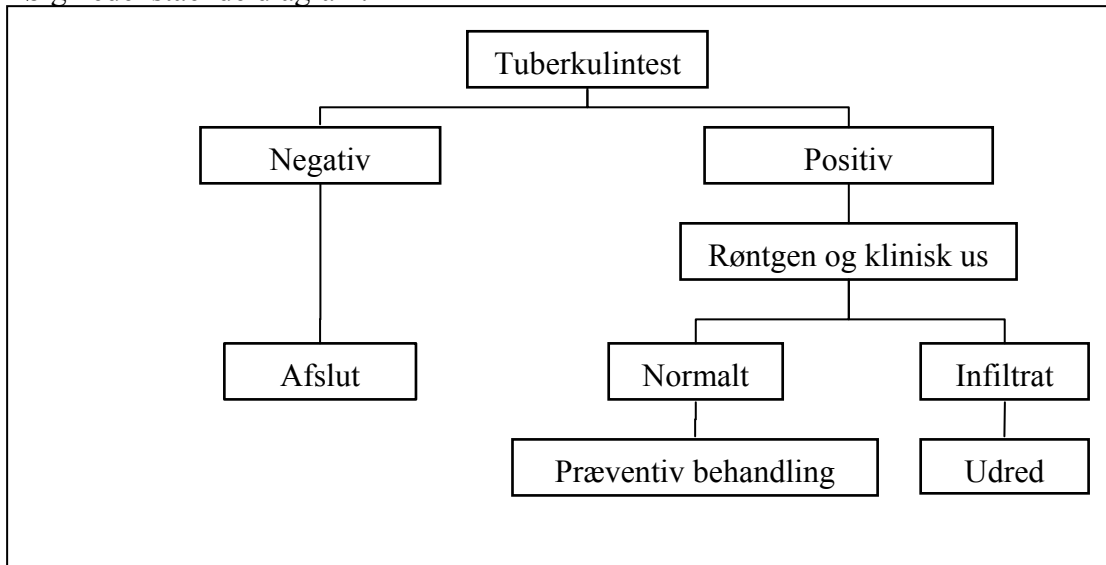 Tuberkulintest
Negativ
Positiv
Røntgen og klinisk us
Afslut
Normalt
Infiltrat
Præventiv behandling
Udred